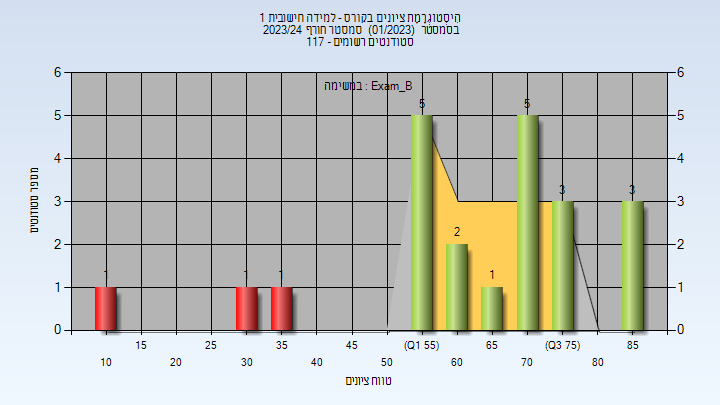 היסטוגרמת ציונים בקורס - למידה חישובית 1
בסמסטר (01/2023) סמסטר חורף 2023/24
סטודנטים רשומים - 117
במשימה : Exam_B
מספר סטודנטים
6 6
5 5
4 4
3 3
2 2
1 1
0 0
1 1 1 5 2 1 5 3 3
15 25 35 45 (Q1 55) 65 (Q3 75) 85
10 20 30 40 50 60 70 80
טווח ציונים